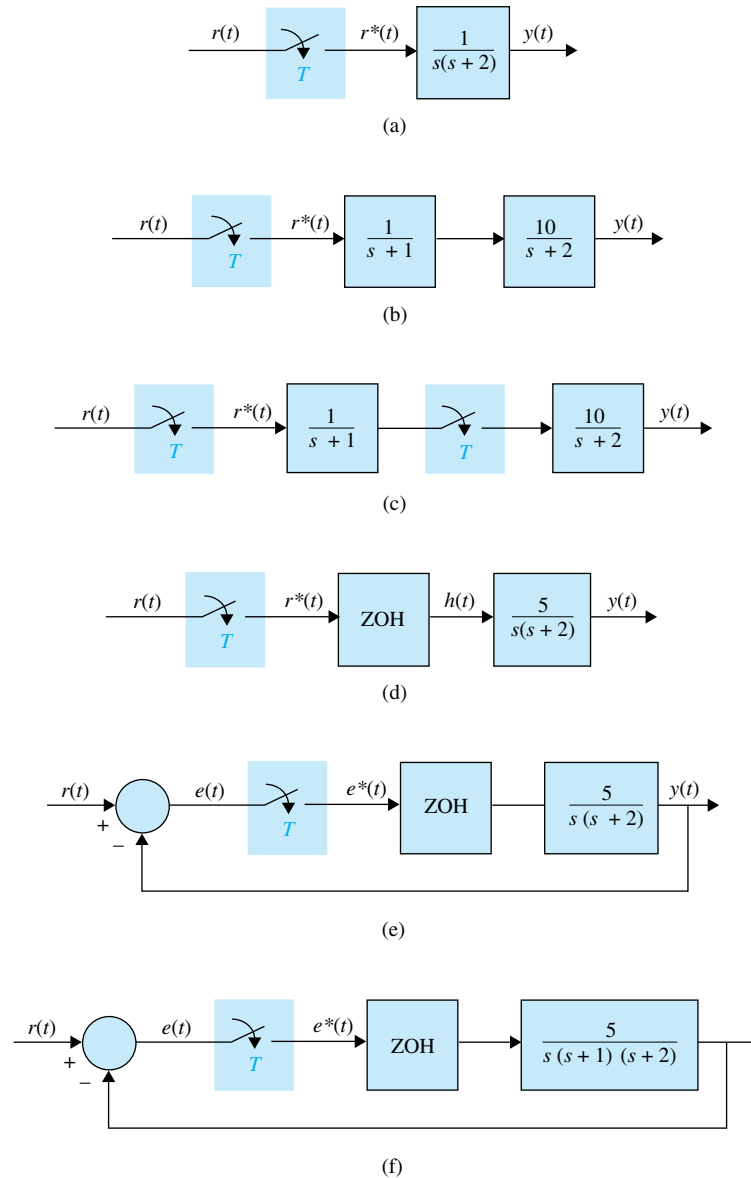 r(t) T r*(t) 1 y(t)
s(s + 2)
(a)
r(t) T r*(t) 1 10 y(t)
s + 1 s + 2
(b)
r(t) T r*(t) 1 T 10 y(t)
s + 1 s + 2
(c)
r(t) T r*(t) ZOH h(t) 5 y(t)
s(s + 2)
(d)
r(t) + − e(t) T e*(t) ZOH 5 y(t)
s (s + 2)
(e)
r(t) + − e(t) T e*(t) ZOH 5
s (s + 1) (s + 2)
(f)